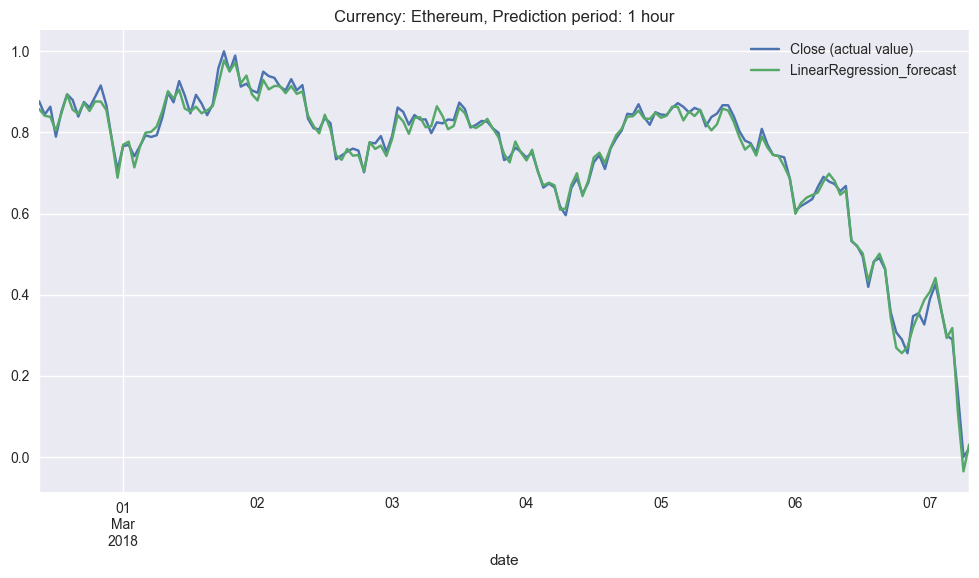 Currency: Ethereum, Prediction period: 1 hour
Close (actual value)
LinearRegression_forecast
1.0
0.8
0.6
0.4
0.2
0.0
01 02 03 04 05 06 07
Mar
2018
date